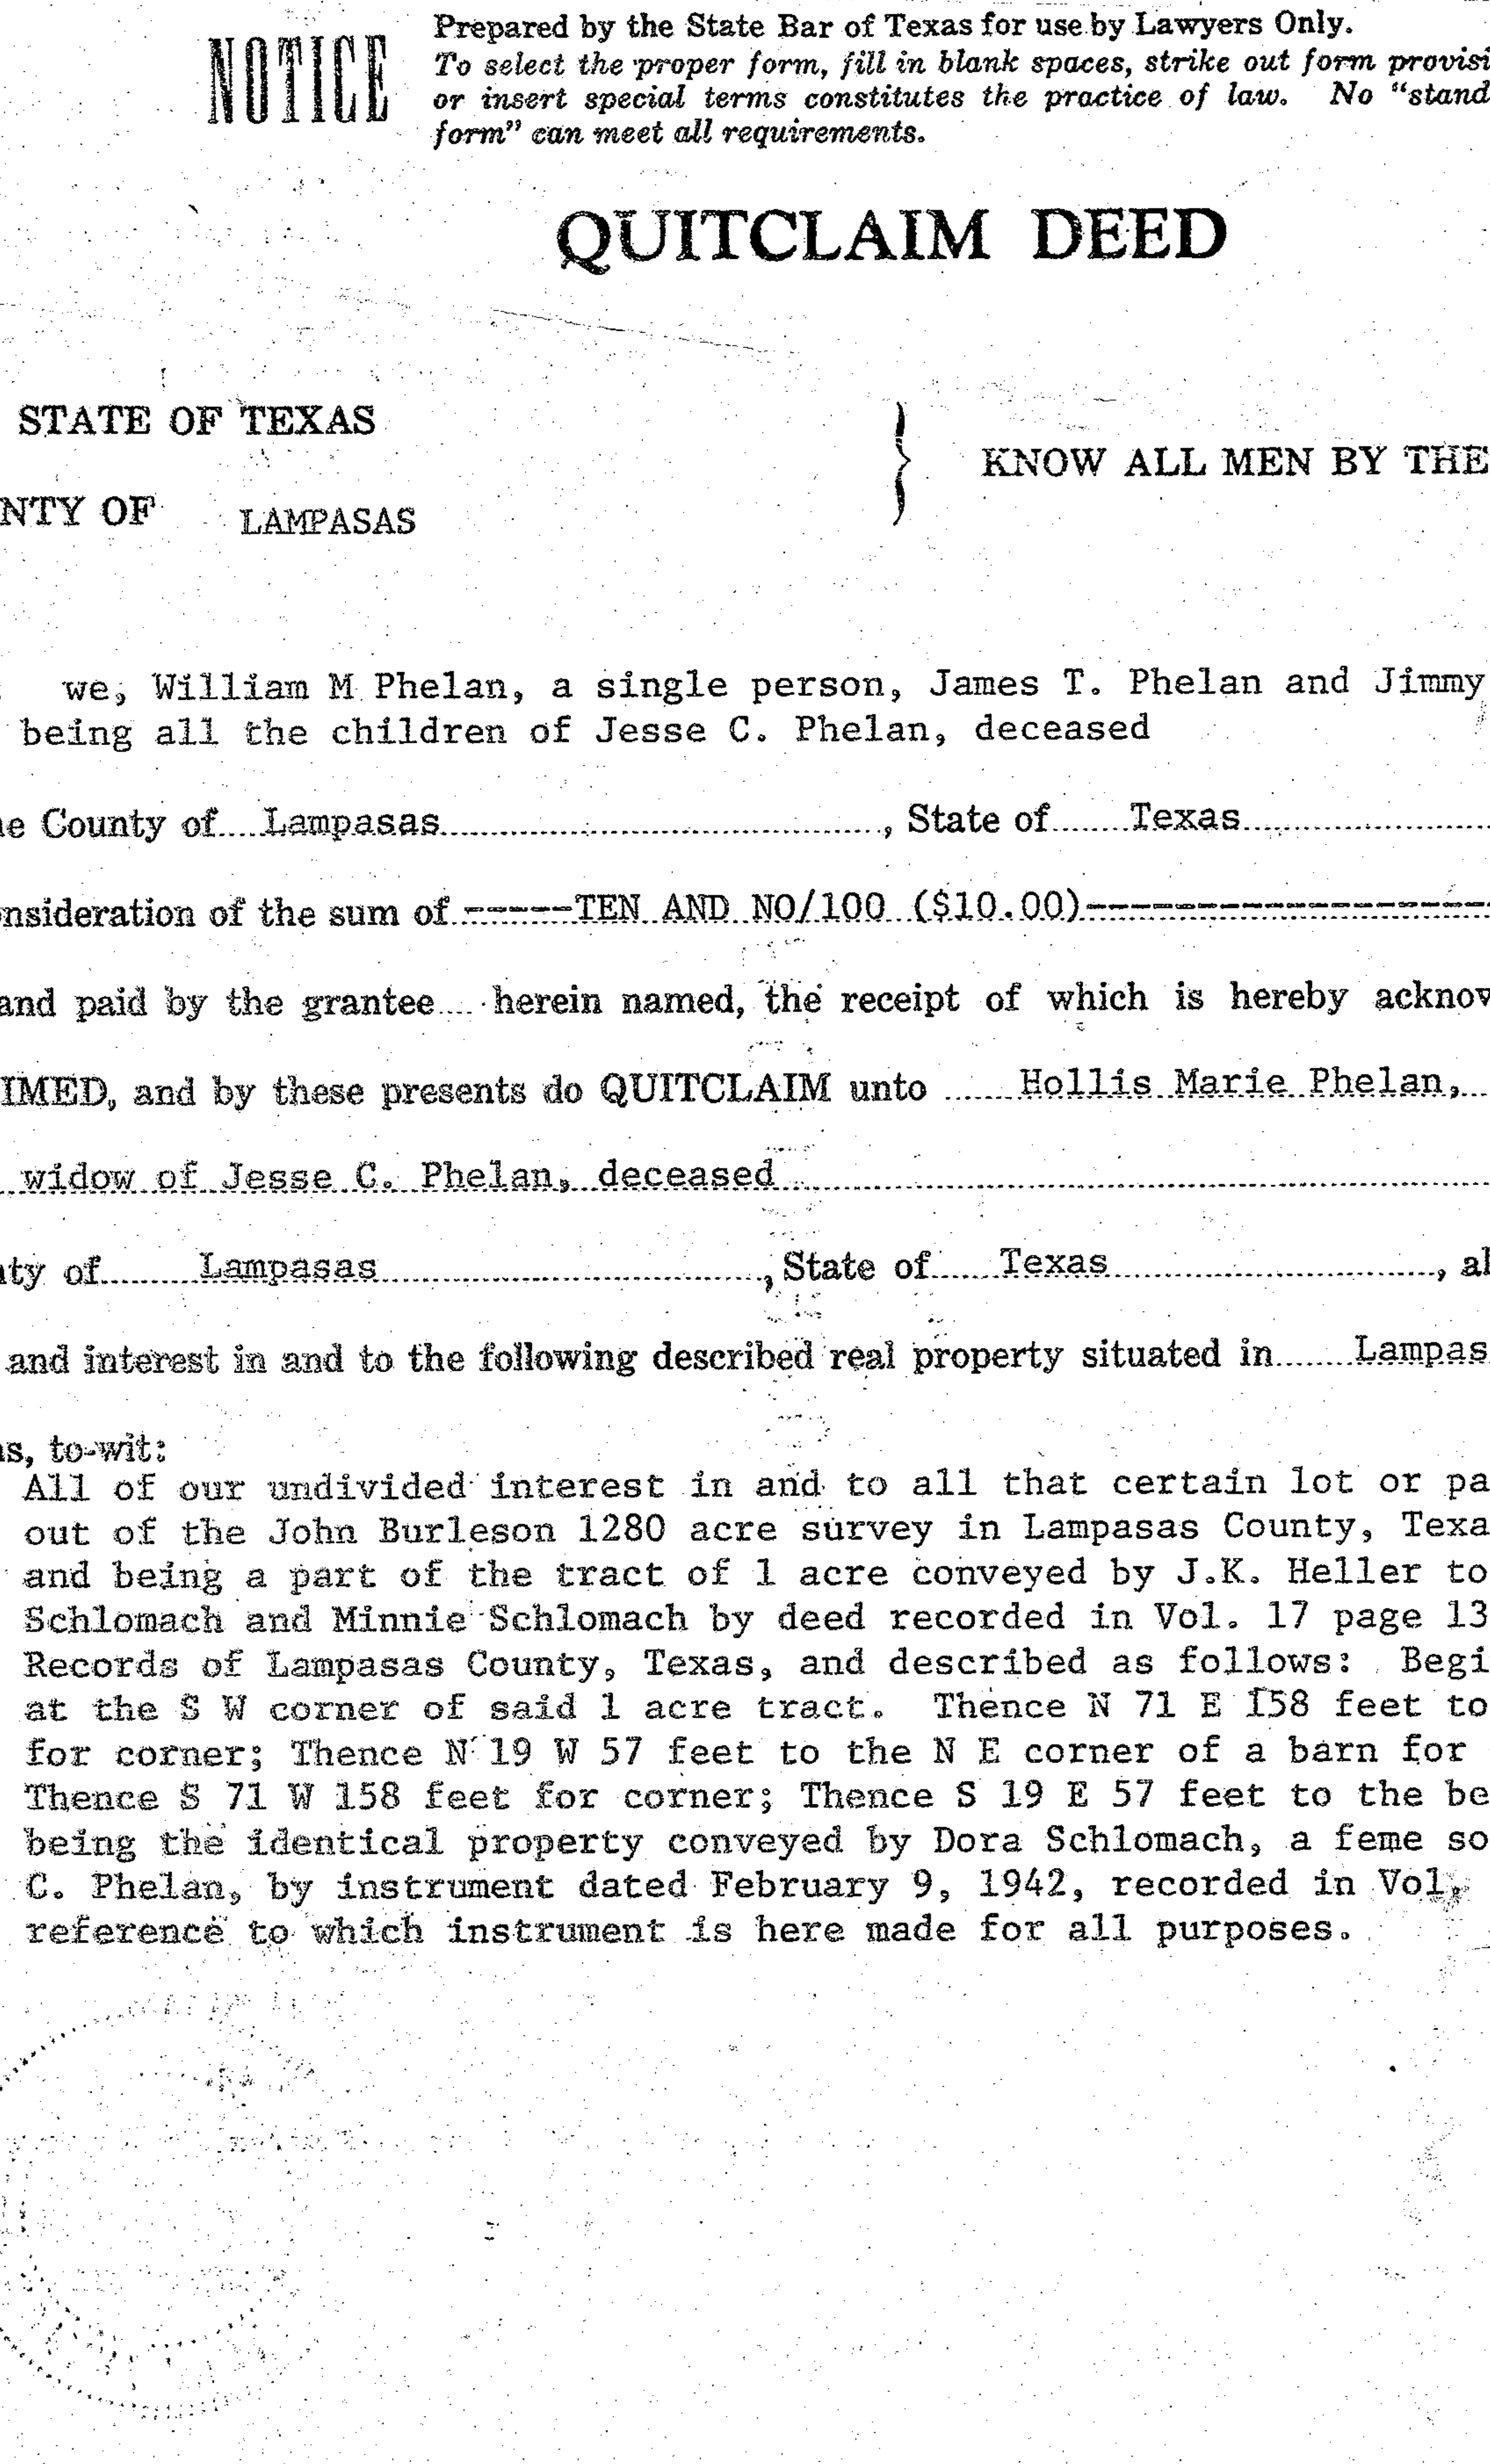 NOTICE
Prepared by the State Bar of Texas for use by Lawyers Only.
To select the proper form, fill in blank spaces, strike out form provisi
or insert special terms constitutes the practice of law. No "stand
form" can meet all requirements.
QUITCLAIM DEED
STATE OF TEXAS
KNOW ALL MEN BY THE
NTY OF LAMPASAS
we, William M Phelan, a single person, James T. Phelan and Jimmy
being all the children of Jesse C. Phelan, deceased
e County of Lampasas, State of Texas
nsideration of the sum of -----TEN AND NO/100 ($10.00)-------------------
and paid by the grantee herein named, the receipt of which is hereby acknow
IMED, and by these presents do QUITCLAIM unto Hollis Marie Phelan,
widow of Jesse C. Phelan, deceased
ty of Lampasas, State of Texas, al
and interest in and to the following described real property situated in Lampas
s, to-wit:
All of our undivided interest in and to all that certain lot or pa
out of the John Burleson 1280 acre survey in Lampasas County, Texa
and being a part of the tract of 1 acre conveyed by J.K. Heller to
Schlomach and Minnie Schlomach by deed recorded in Vol. 17 page 13
Records of Lampasas County, Texas, and described as follows: Begi
at the S W corner of said 1 acre tract. Thence N 71 E 158 feet to
for corner; Thence N 19 W 57 feet to the N E corner of a barn for
Thence S 71 W 158 feet for corner; Thence S 19 E 57 feet to the be
being the identical property conveyed by Dora Schlomach, a feme so
C. Phelan, by instrument dated February 9, 1942, recorded in Vol.
reference to which instrument is here made for all purposes.